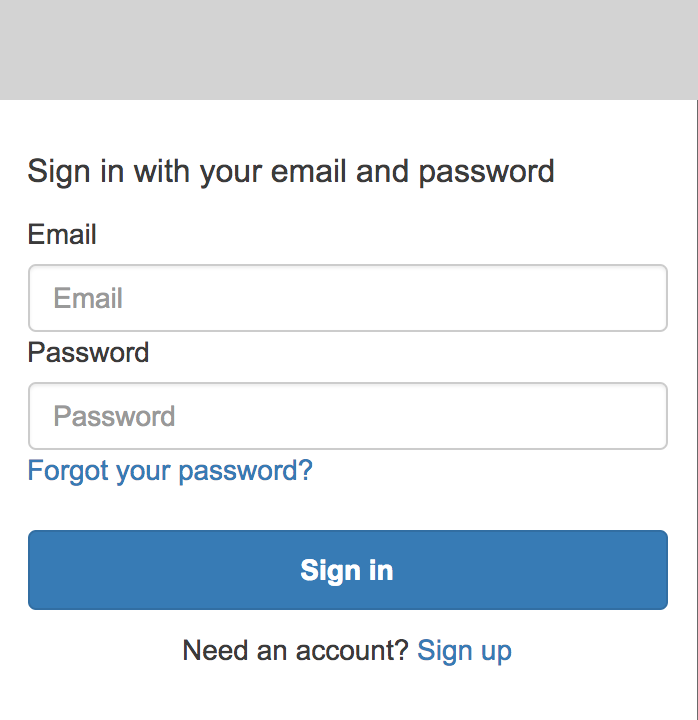 Sign in with your email and password
Email
Email
Password
Password
Forgot your password?
Sign in
Need an account? Sign up